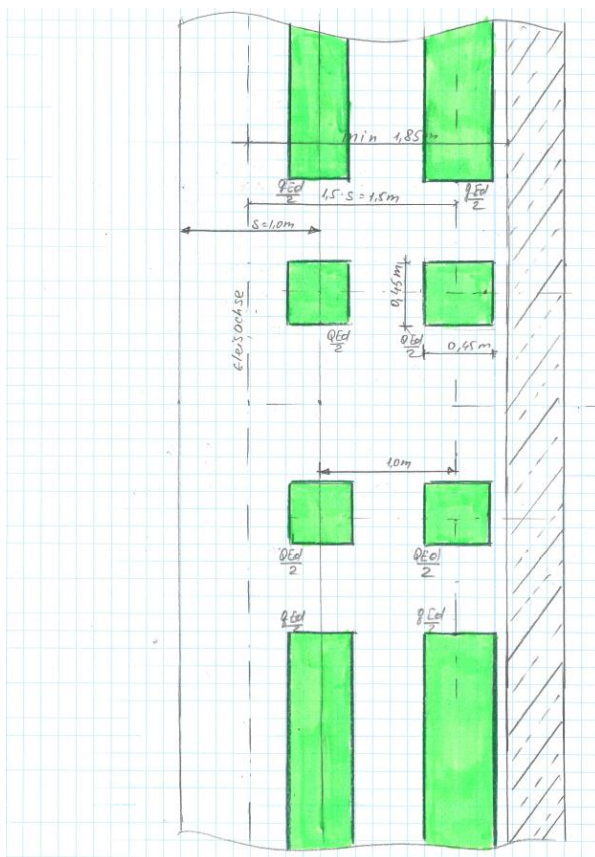 min 1,85m
qEd/2
1,5·s=1,5m
qEd/2
s=1,0m
Gleisachse
0,45m
QEd/2
QEd/2
0,45m
1,0m
QEd/2
QEd/2
qEd/2
qEd/2